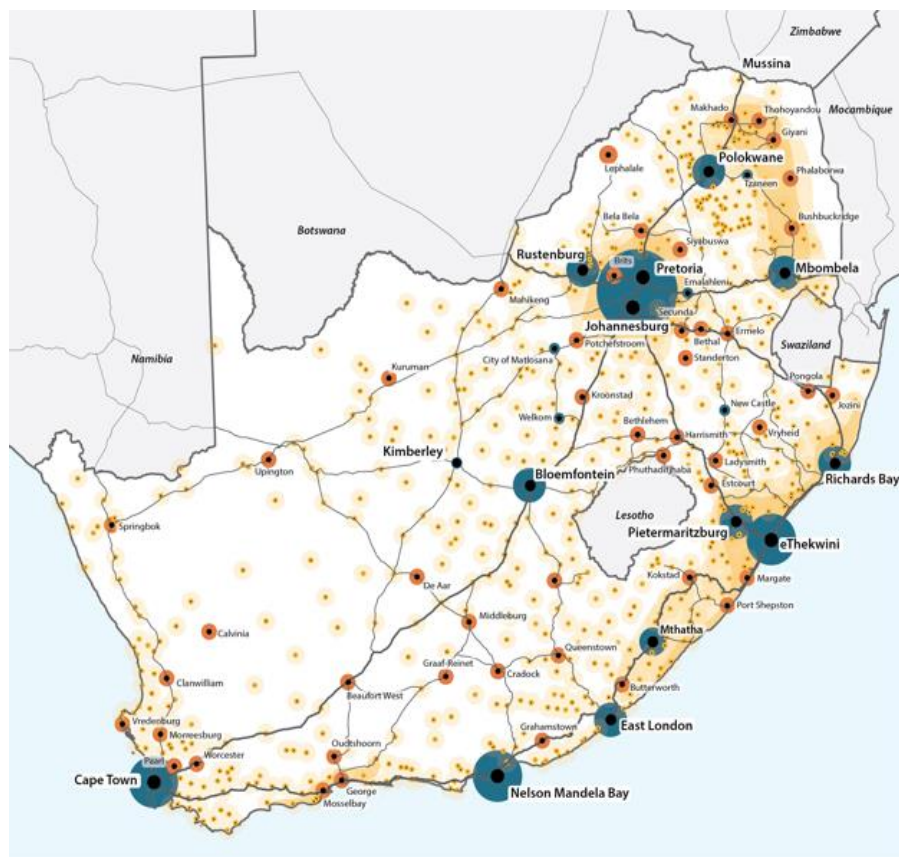 Zimbabwe
Mussina
Makhado
Thohoyandou
Mocambique
Giyani
Polokwane
Lephalale
Tzaneen
Phalaborwa
Botswana
Bela Bela
Bushbuckridge
Siyabuswa
Rustenburg
Brits
Pretoria
Mbombela
Emalahleni
Mahikeng
Secunda
Johannesburg
Bethal
Ermelo
Potchefstroom
Swaziland
Namibia
City of Matlosana
Standerton
Kuruman
Pongola
Kroonstad
New Castle
Jozini
Welkom
Bethlehem
Harrismith
Vryheid
Kimberley
Upington
Phuthaditjhaba
Ladysmith
Bloemfontein
Richards Bay
Estcourt
Springbok
Lesotho
Pietermaritzburg
eThekwini
De Aar
Kokstad
Margate
Port Shepston
Middleburg
Calvinia
Mthatha
Queenstown
Graaf-Reinet
Cradock
Clanwilliam
Beaufort West
Butterworth
Vredenburg
East London
Grahamstown
Morreesburg
Oudtshoorn
Worcester
Paarl
Cape Town
George
Nelson Mandela Bay
Mosselbay